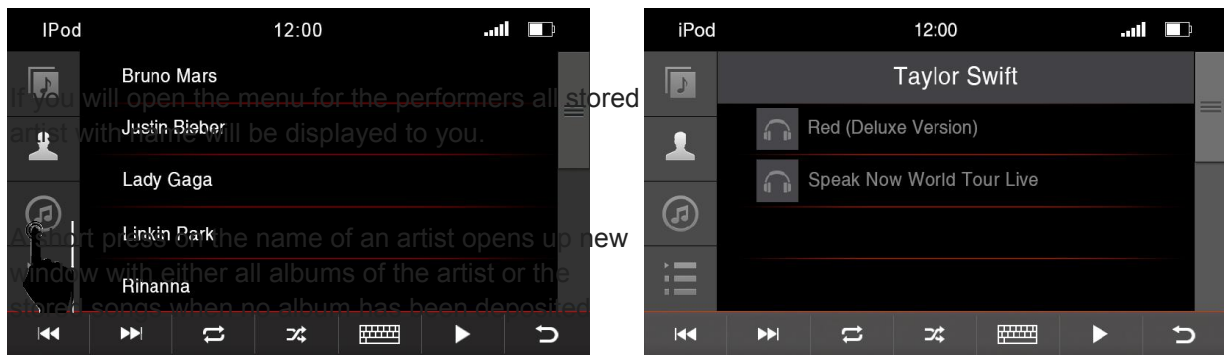 IPod 12:00
Bruno Mars
If you will open the menu for the performers all stored
Justin Bieber
artist with name will be displayed to you.
Lady Gaga
Linkin Park
A short press on the name of an artist opens up new
window with either all albums of the artist or the
Rihanna
stored songs when no album has been deposited
iPod 12:00
Taylor Swift
Red (Deluxe Version)
Speak Now World Tour Live